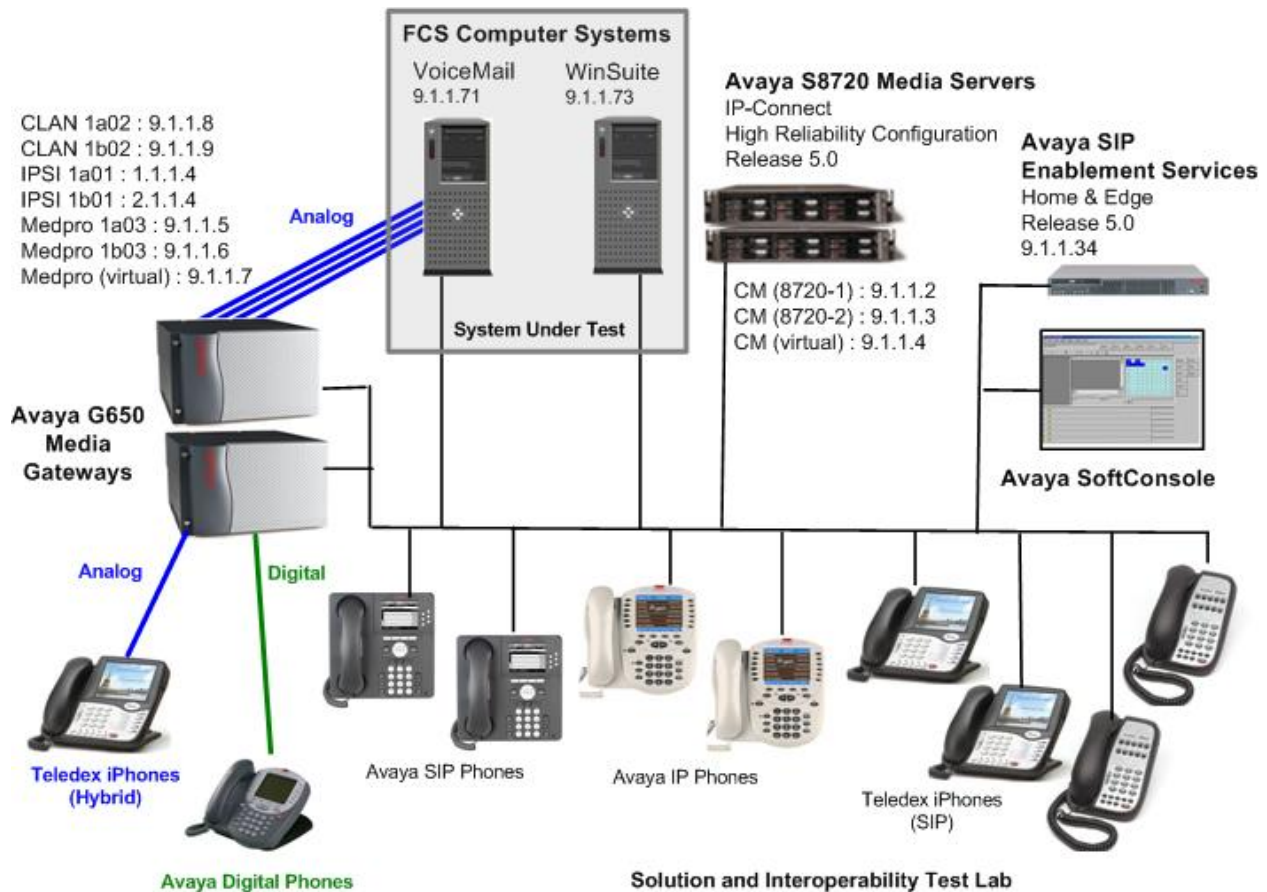 FCS Computer Systems
VoiceMail
9.1.1.71
WinSuite
9.1.1.73
System Under Test
Avaya S8720 Media Servers
IP-Connect
High Reliability Configuration
Release 5.0
CM (8720-1) : 9.1.1.2
CM (8720-2) : 9.1.1.3
CM (virtual) : 9.1.1.4
Avaya SIP
Enablement Services
Home & Edge
Release 5.0
9.1.1.34
CLAN 1a02 : 9.1.1.8
CLAN 1b02 : 9.1.1.9
IPSI 1a01 : 1.1.1.4
IPSI 1b01 : 2.1.1.4
Medpro 1a03 : 9.1.1.5
Medpro 1b03 : 9.1.1.6
Medpro (virtual) : 9.1.1.7
Analog
Avaya G650
Media
Gateways
Avaya SoftConsole
Analog
Digital
Teledex iPhones
(Hybrid)
Avaya Digital Phones
Avaya SIP Phones
Avaya IP Phones
Teledex iPhones
(SIP)
Solution and Interoperability Test Lab